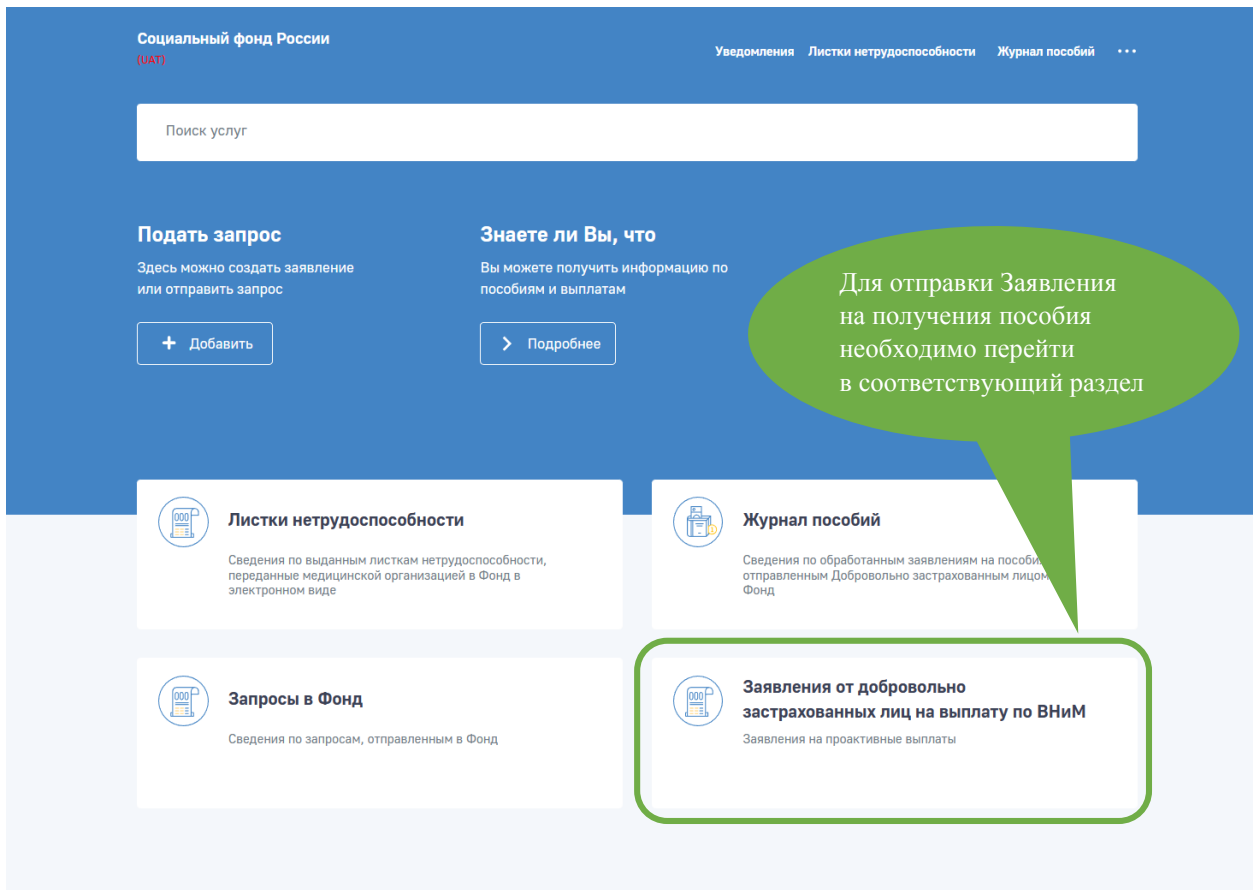 Социальный фонд России
(UAT)
Уведомления Листки нетрудоспособности Журнал пособий ...
Поиск услуг
Подать запрос
Здесь можно создать заявление
или отправить запрос
+ Добавить
Знаете ли Вы, что
Вы можете получить информацию по
пособиям и выплатам
> Подробнее
Для отправки Заявления
на получения пособия
необходимо перейти
в соответствующий раздел
Листки нетрудоспособности
Сведения по выданным листкам нетрудоспособности,
переданные медицинской организацией в Фонд в
электронном виде
Журнал пособий
Сведения по обработанным заявлениям на пособи
отправленным Добровольно застрахованным лицом
Фонд
Запросы в Фонд
Сведения по запросам, отправленным в Фонд
Заявления от добровольно
застрахованных лиц на выплату по ВНиМ
Заявления на проактивные выплаты